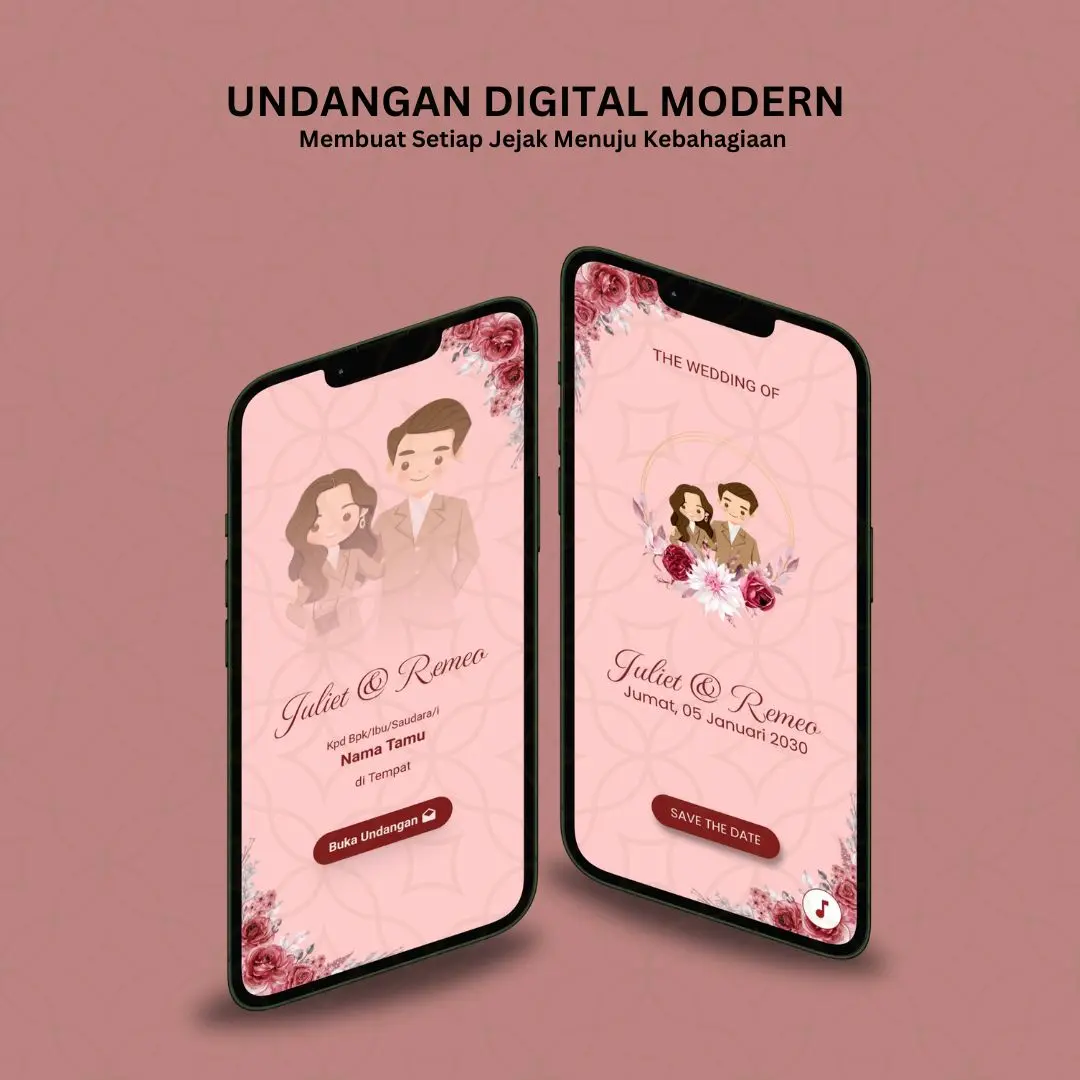 UNDANGAN DIGITAL MODERN
Membuat Setiap Jejak Menuju Kebahagiaan
Juliet & Remeo
Kpd Bpk/Ibu/Saudara/i
Nama Tamu
di Tempat
Buka Undangan
THE WEDDING OF
Juliet & Remeo
Jumat, 05 Januari 2030
SAVE THE DATE